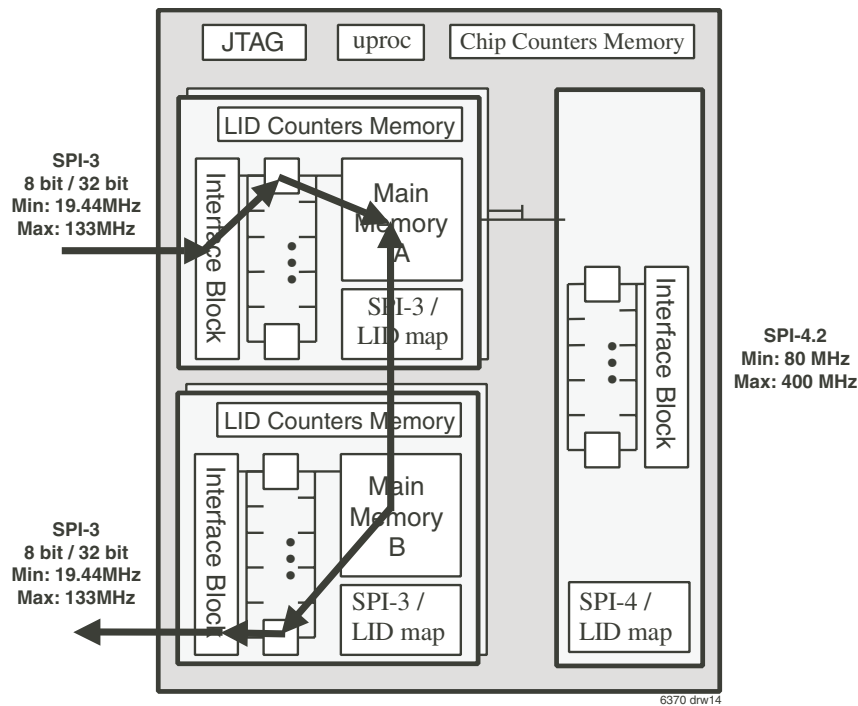 JTAG
uproc
Chip Counters Memory
LID Counters Memory
SPI-3
8 bit / 32 bit
Min: 19.44MHz
Max: 133MHz
Interface Block
Main
Memory
A
SPI-3 /
LID map
LID Counters Memory
SPI-3
8 bit / 32 bit
Min: 19.44MHz
Max: 133MHz
Interface Block
Main
Memory
B
SPI-3 /
LID map
Interface Block
SPI-4.2
Min: 80 MHz
Max: 400 MHz
SPI-4 /
LID map
6370 drw14